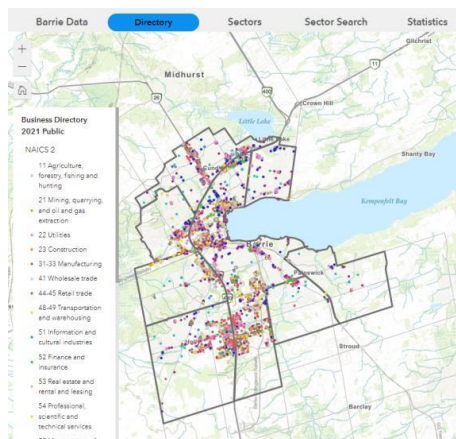 Barrie Data Directory Sectors Sector Search Statistics
Gilchrist
11
Midhurst
+
−
26
400
Crown Hill
Little Lake
Business Directory
2021 Public
NAICS 2
11 Agriculture,
forestry, fishing and
hunting
21 Mining, quarrying,
and oil and gas
extraction
22 Utilities
23 Construction
31-33 Manufacturing
41 Wholesale trade
44-45 Retail trade
48-49 Transportation
and warehousing
51 Information and
cultural industries
52 Finance and
insurance
53 Real estate and
rental and leasing
54 Professional,
scientific and
technical services
Shanty Bay
Kempenfelt Bay
Barrie
Painswick
Stroud
Barclay